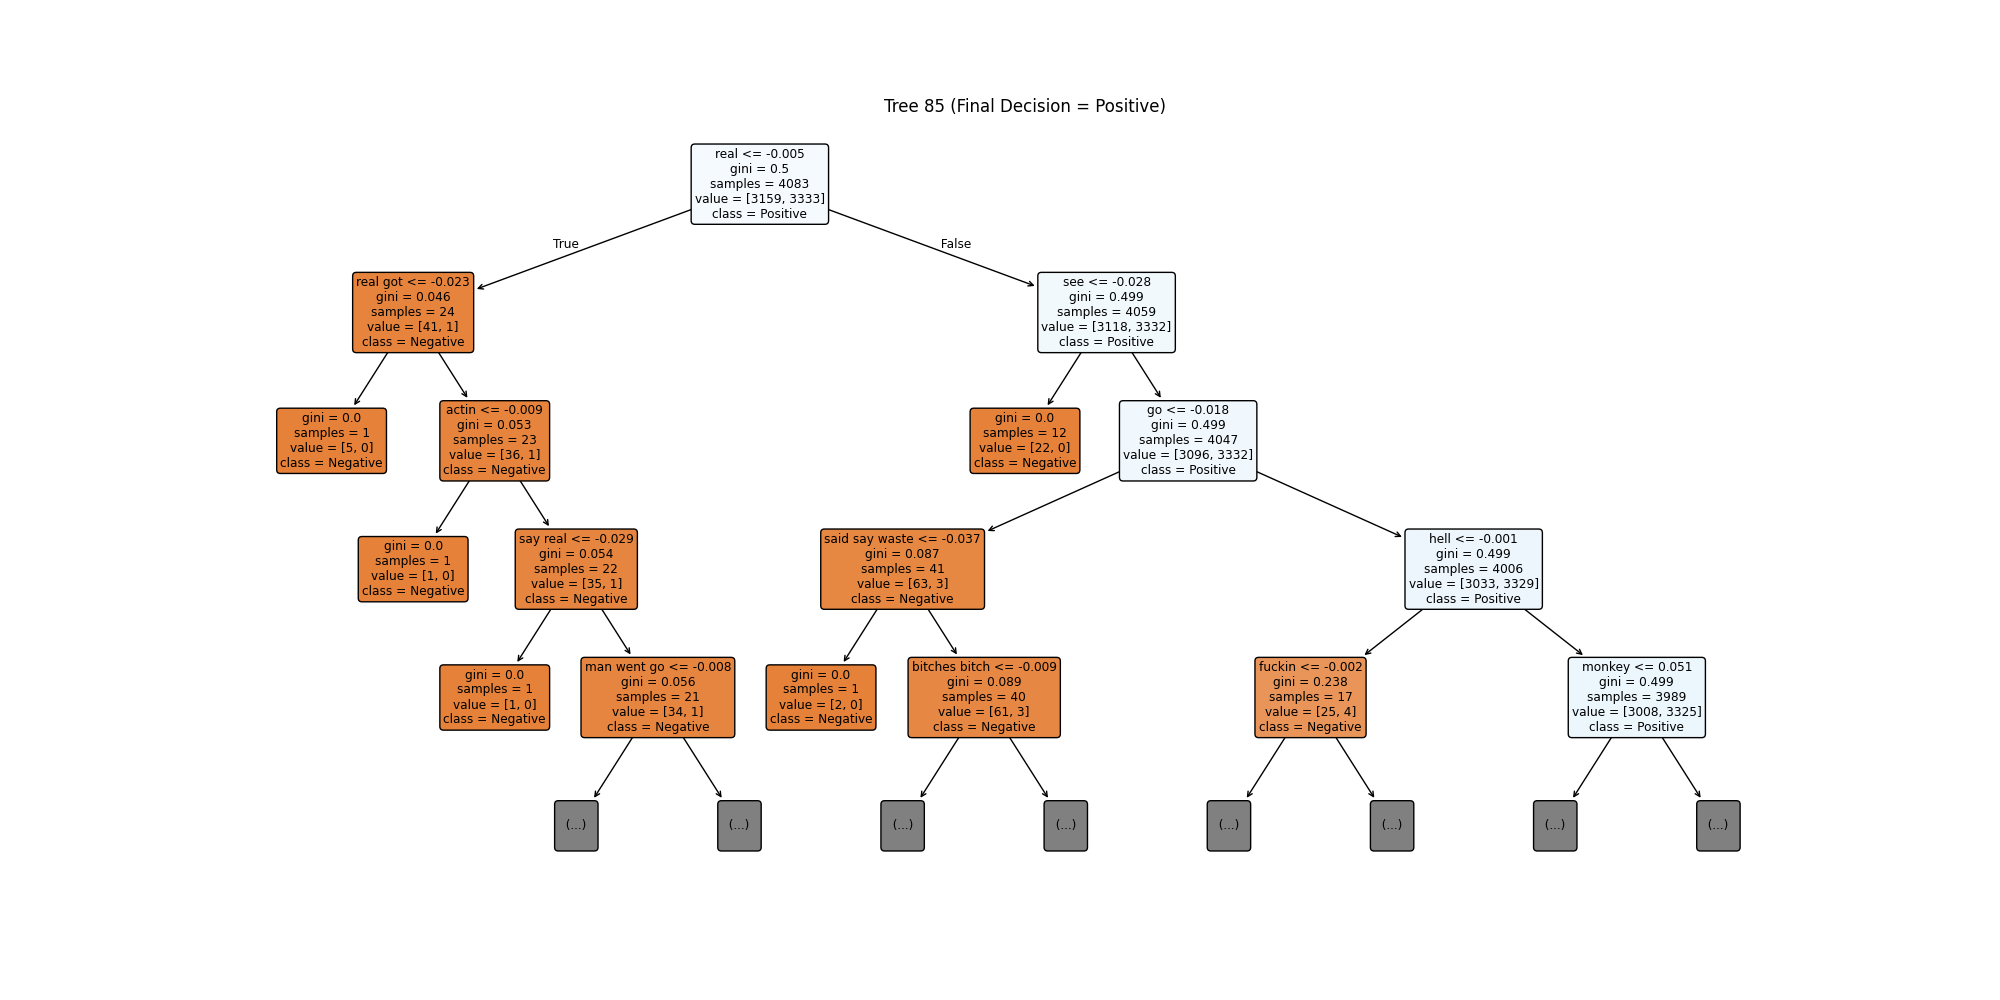 Tree 85 (Final Decision = Positive)
real <= -0.005
gini = 0.5
samples = 4083
value = [3159, 3333]
class = Positive
True
False
real got <= -0.023
gini = 0.046
samples = 24
value = [41, 1]
class = Negative
see <= -0.028
gini = 0.499
samples = 4059
value = [3118, 3332]
class = Positive
gini = 0.0
samples = 1
value = [5, 0]
class = Negative
actin <= -0.009
gini = 0.053
samples = 23
value = [36, 1]
class = Negative
gini = 0.0
samples = 12
value = [22, 0]
class = Negative
go <= -0.018
gini = 0.499
samples = 4047
value = [3096, 3332]
class = Positive
gini = 0.0
samples = 1
value = [1, 0]
class = Negative
say real <= -0.029
gini = 0.054
samples = 22
value = [35, 1]
class = Negative
said say waste <= -0.037
gini = 0.087
samples = 41
value = [63, 3]
class = Negative
hell <= -0.001
gini = 0.499
samples = 4006
value = [3033, 3329]
class = Positive
gini = 0.0
samples = 1
value = [1, 0]
class = Negative
man went go <= -0.008
gini = 0.056
samples = 21
value = [34, 1]
class = Negative
gini = 0.0
samples = 1
value = [2, 0]
class = Negative
bitches bitch <= -0.009
gini = 0.089
samples = 40
value = [61, 3]
class = Negative
fuckin <= -0.002
gini = 0.238
samples = 17
value = [25, 4]
class = Negative
monkey <= 0.051
gini = 0.499
samples = 3989
value = [3008, 3325]
class = Positive
(...)
(...)
(...)
(...)
(...)
(...)
(...)
(...)